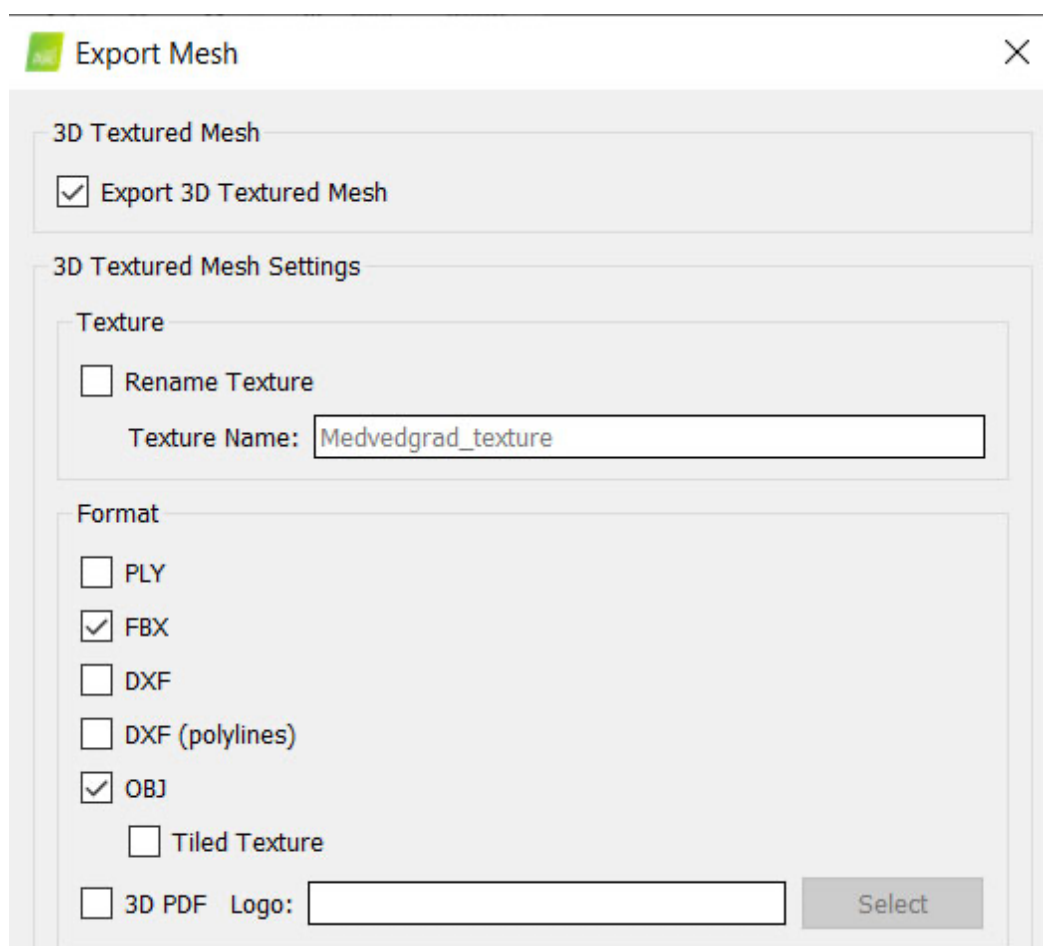 Export Mesh
3D Textured Mesh
Export 3D Textured Mesh
3D Textured Mesh Settings
Texture
Rename Texture
Texture Name: Medvedgrad_texture
Format
PLY
FBX
DXF
DXF (polylines)
OBJ
Tiled Texture
3D PDF Logo: Select